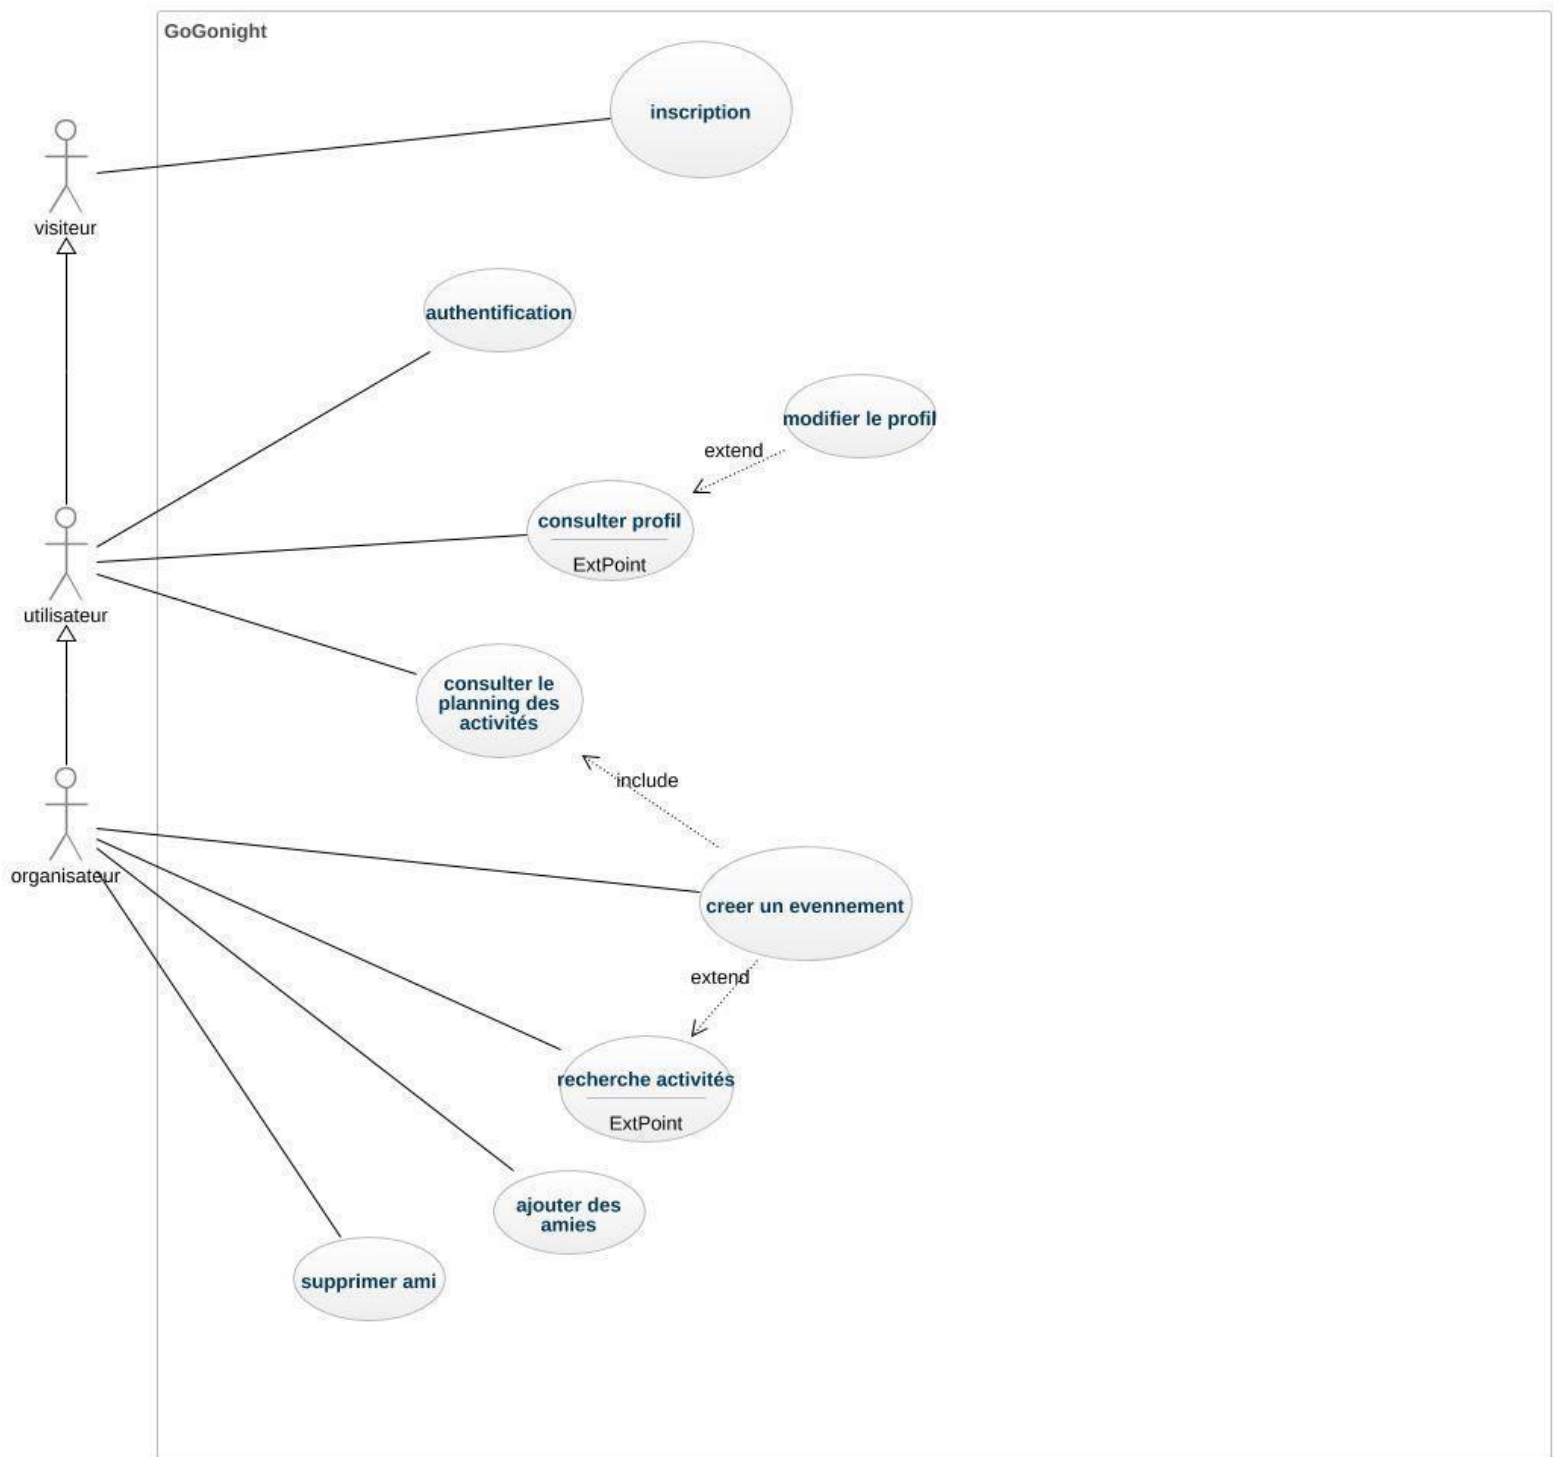 GoGonight
inscription
visiteur
authentification
modifier le profil
extend
consulter profil
ExtPoint
utilisateur
consulter le
planning des
activités
include
organisateur
creer un evennement
extend
recherche activités
ExtPoint
ajouter des
amies
supprimer ami